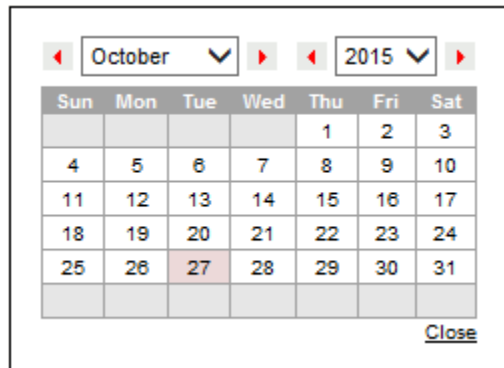 October 2015
Sun Mon Tue Wed Thu Fri Sat
1 2 3
4 5 6 7 8 9 10
11 12 13 14 15 16 17
18 19 20 21 22 23 24
25 26 27 28 29 30 31
Close